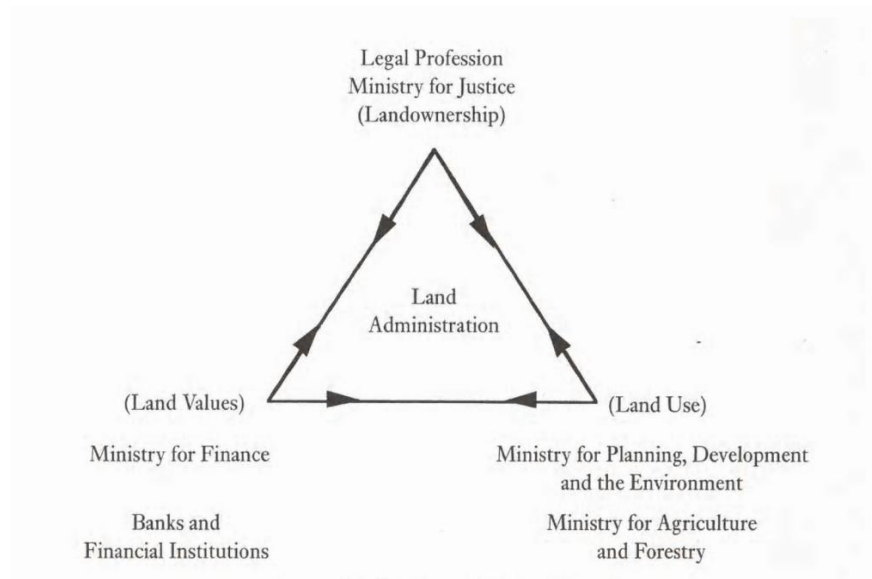 Legal Profession
Ministry for Justice
(Landownership)
Land
Administration
(Land Values)
(Land Use)
Ministry for Finance
Ministry for Planning, Development
and the Environment
Banks and
Financial Institutions
Ministry for Agriculture
and Forestry